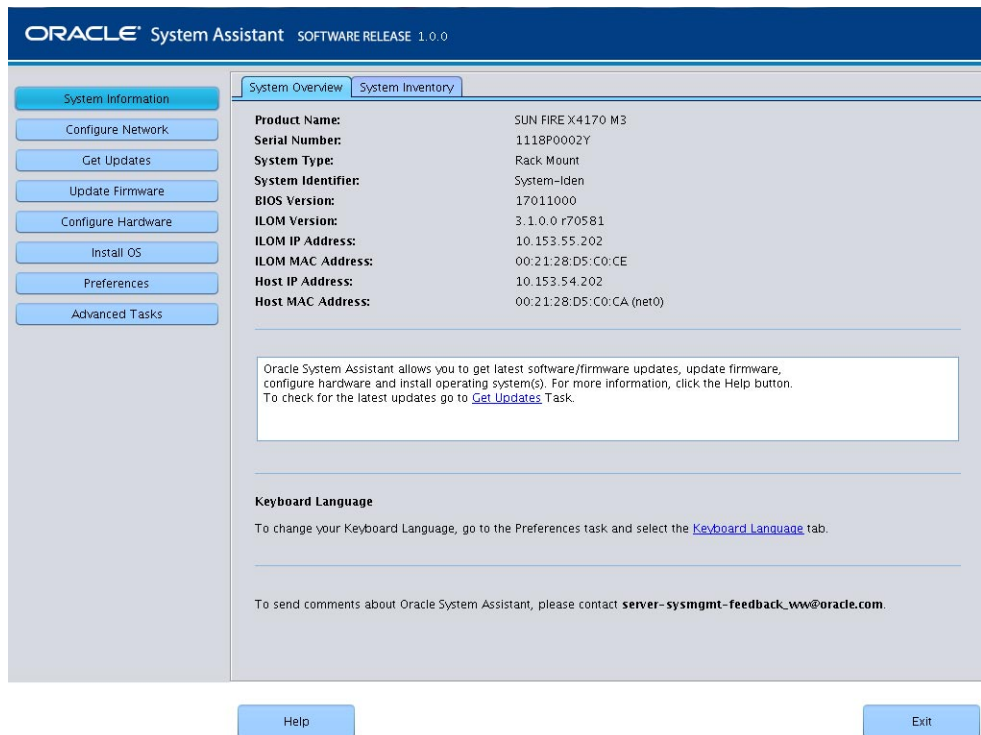 ORACLE System Assistant SOFTWARE RELEASE 1.0.0
System Information
Configure Network
Get Updates
Update Firmware
Configure Hardware
Install OS
Preferences
Advanced Tasks
System Overview System Inventory
Product Name: SUN FIRE X4170 M3
Serial Number: 1118P0002Y
System Type: Rack Mount
System Identifier: System-Iden
BIOS Version: 17011000
ILOM Version: 3.1.0.0 r70581
ILOM IP Address: 10.153.55.202
ILOM MAC Address: 00:21:28:D5:C0:CE
Host IP Address: 10.153.54.202
Host MAC Address: 00:21:28:D5:C0:CA (net0)
Oracle System Assistant allows you to get latest software/firmware updates, update firmware,
configure hardware and install operating system(s). For more information, click the Help button.
To check for the latest updates go to Get Updates Task.
Keyboard Language
To change your Keyboard Language, go to the Preferences task and select the Keyboard Language tab.
To send comments about Oracle System Assistant, please contact server-sysmgmt-feedback_ww@oracle.com.
Help
Exit